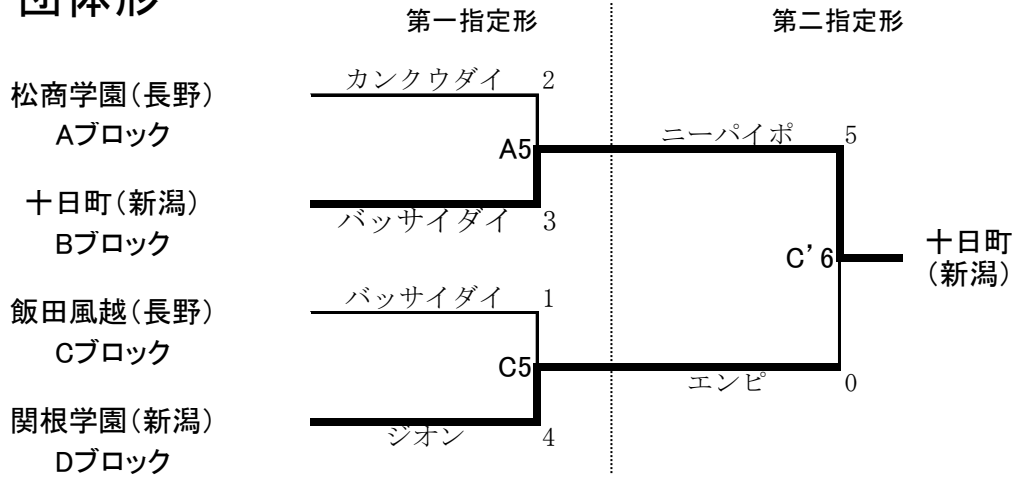 団体形
第一指定形
第二指定形
カンクウダイ 2
松商学園(長野)
Aブロック
A5
ニーパイポ 5
十日町(新潟)
Bブロック
バッサイダイ 3
C’6
十日町
(新潟)
バッサイダイ 1
飯田風越(長野)
Cブロック
C5
エンピ 0
関根学園(新潟)
Dブロック
ジオン 4